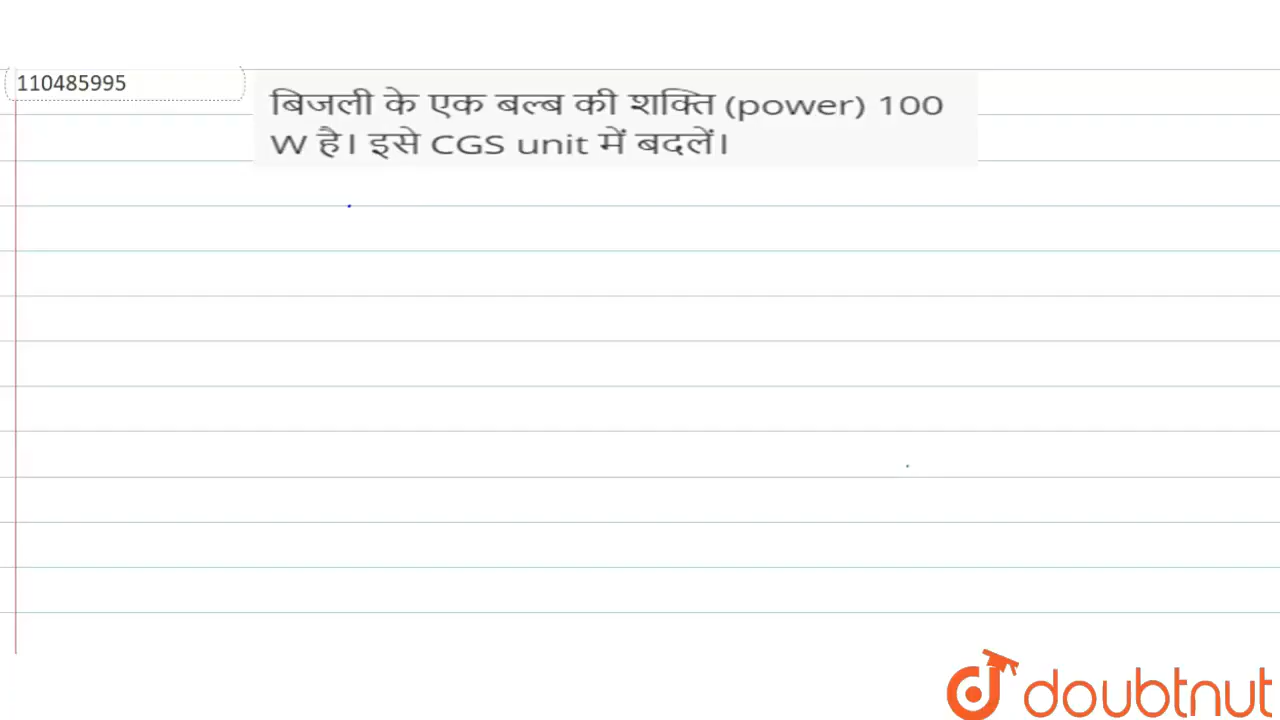 110485995
बिजली के एक बल्ब की शक्ति (power) 100
W है। इसे CGS unit में बदलें।
doubtnut